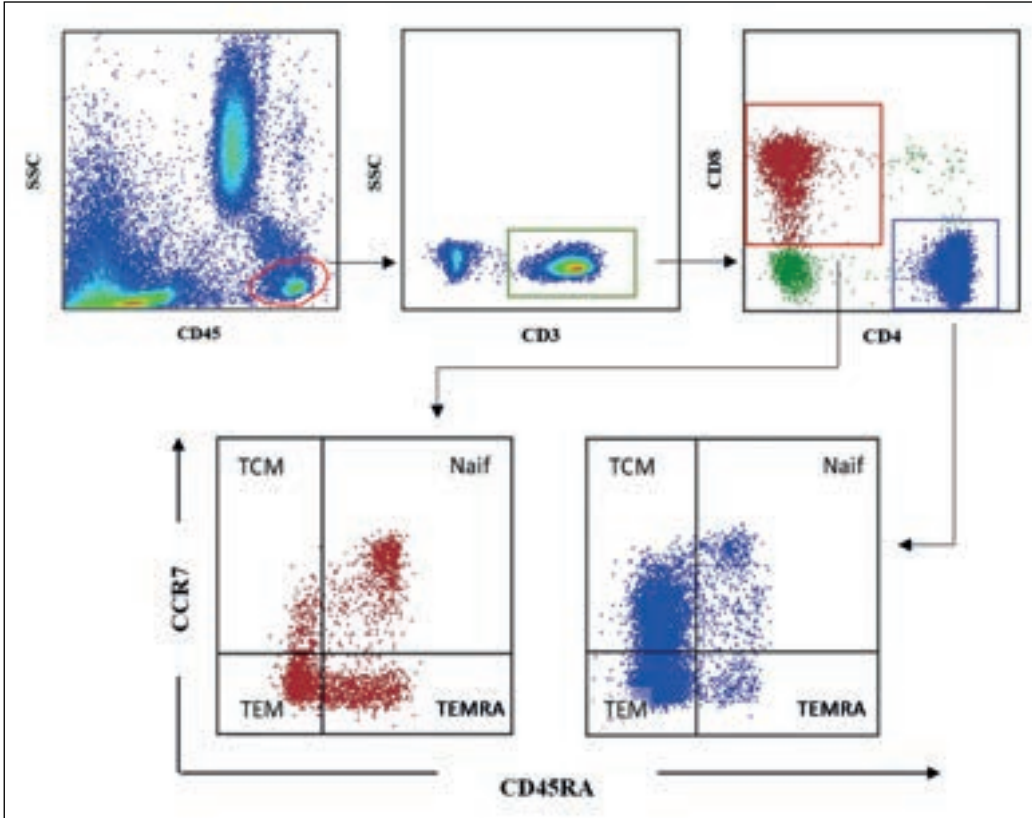 SSC
CD45
SSC
CD3
CD8
CD4
CCR7
TCM
Naif
TEM
TEMRA
TCM
Naif
TEM
TEMRA
CD45RA